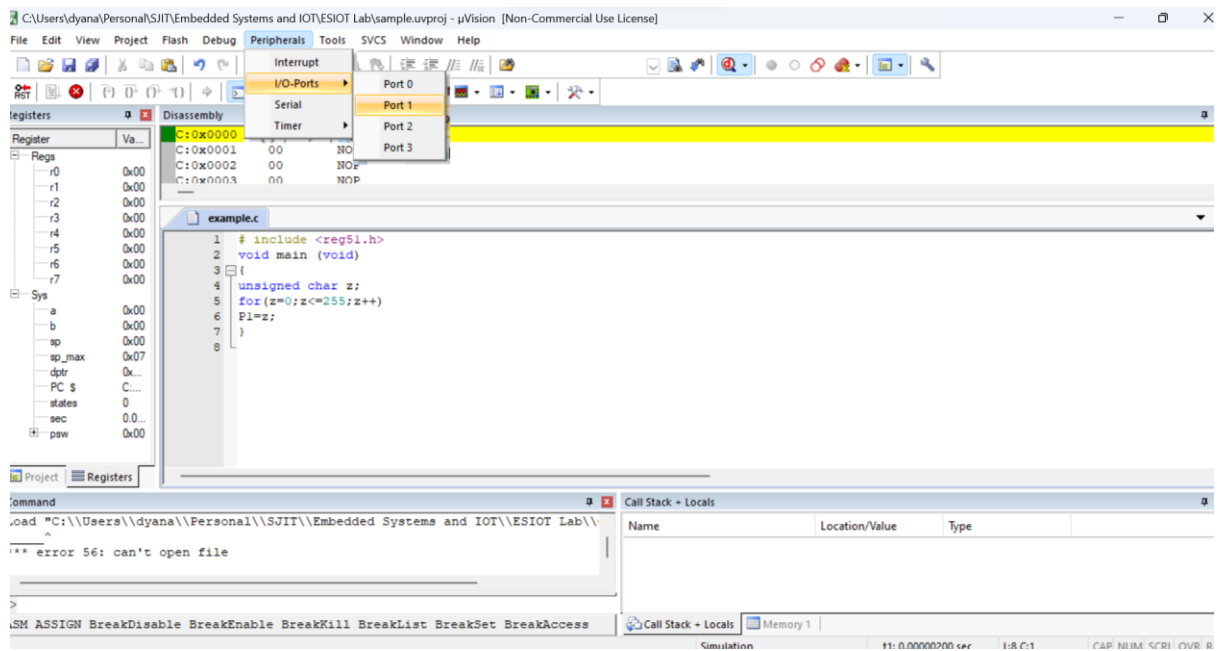 C:\Users\dyana\Personal\SJIT\Embedded Systems and IOT\ESIOT Lab\sample.uvproj - µVision [Non-Commercial Use License]
File Edit View Project Flash Debug Peripherals Tools SVCS Window Help
Interrupt
I/O-Ports
Serial
Timer
Port 0
Port 1
Port 2
Port 3
RST
egisters
Register Va...
Regs
r0 0x00
r1 0x00
r2 0x00
r3 0x00
r4 0x00
r5 0x00
r6 0x00
r7 0x00
Sys
a 0x00
b 0x00
sp 0x00
sp_max 0x07
dptr 0x...
PC $ C:...
states 0
sec 0.0...
psw 0x00
Project Registers
Disassembly
C:0x0000
C:0x0001 00 NO
C:0x0002 00 NOP
C:0x0003 00 NOP
example.c
1 # include <reg51.h>
2 void main (void)
3 {
4 unsigned char z;
5 for(z=0;z<=255;z++)
6 P1=z;
7 }
8
Command
Load "C:\\Users\\dyana\\Personal\\SJIT\\Embedded Systems and IOT\\ESIOT Lab\\
^
*** error 56: can't open file
>
ASM ASSIGN BreakDisable BreakEnable BreakKill BreakList BreakSet BreakAccess
Call Stack + Locals
Name Location/Value Type
Call Stack + Locals Memory 1
Simulation t1: 0.00000200 sec L:8 C:1 CAP NUM SCRL OVR R